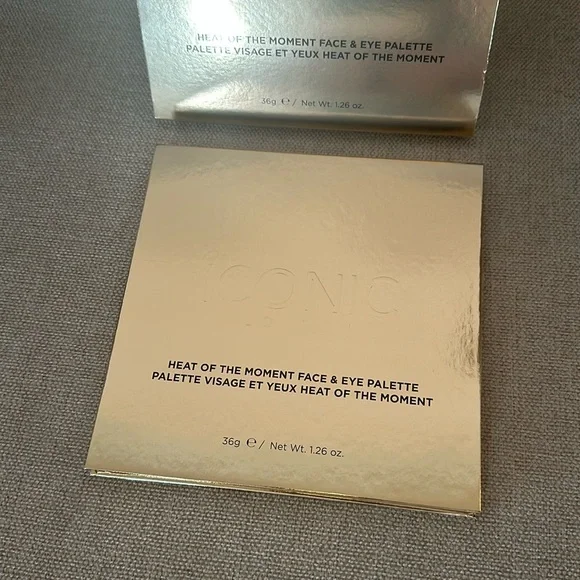 HEAT OF THE MOMENT FACE & EYE PALETTE
PALETTE VISAGE ET YEUX HEAT OF THE MOMENT
36g ℮ / Net Wt. 1.26 oz.
ICONIC
HEAT OF THE MOMENT FACE & EYE PALETTE
PALETTE VISAGE ET YEUX HEAT OF THE MOMENT
36g ℮ / Net Wt. 1.26 oz.